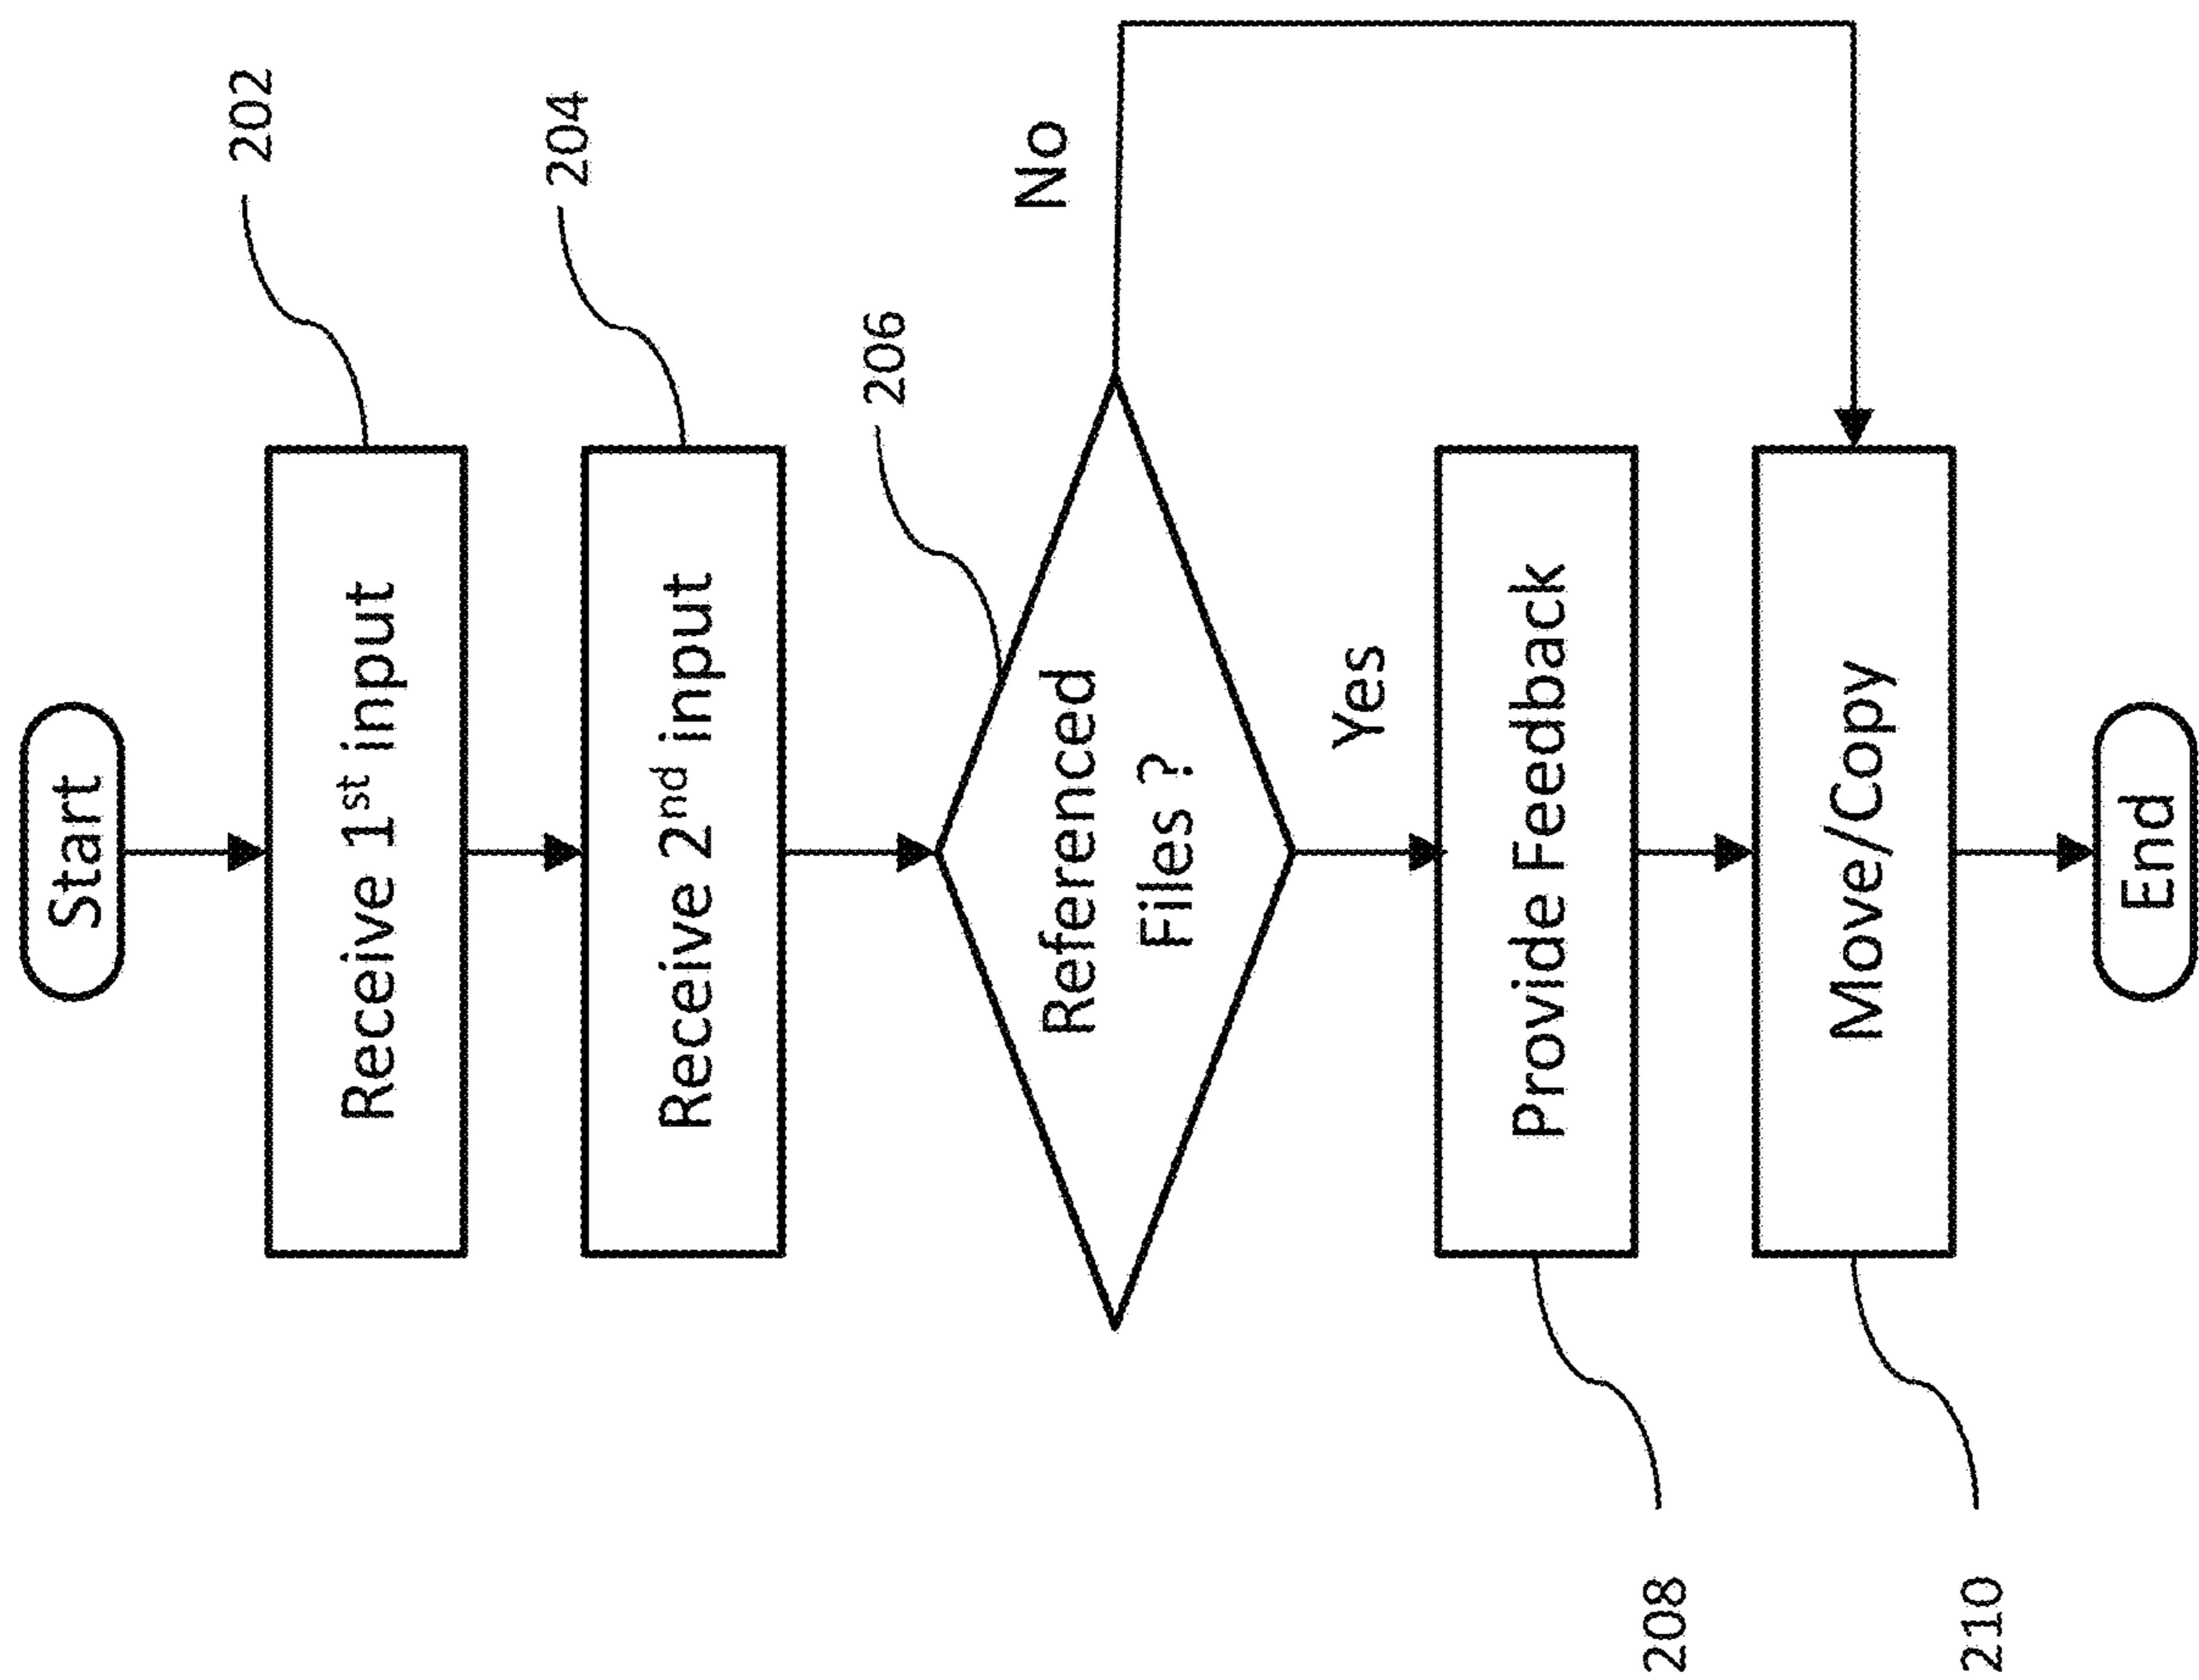 Start
Receive 1st input
202
Receive 2nd input
204
206
Referenced
Files ?
No
Yes
Provide Feedback
208
Move/Copy
210
End